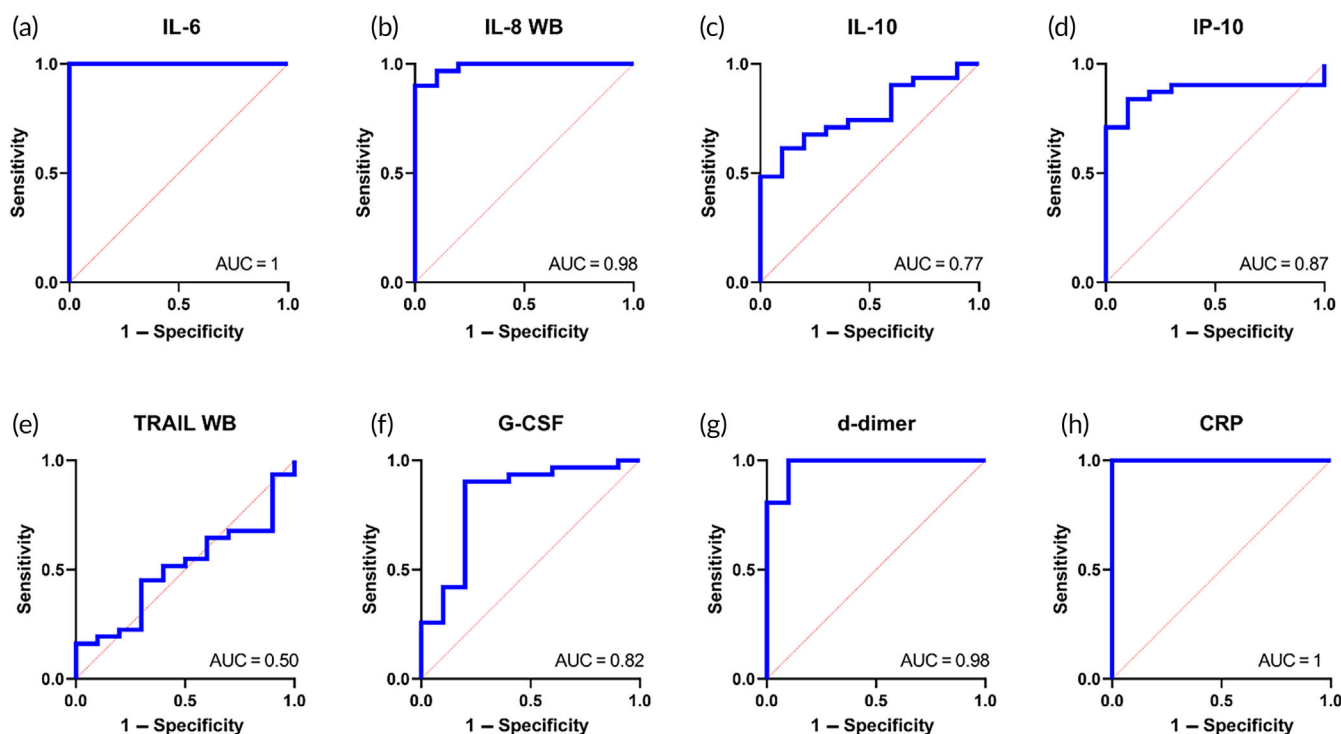 (a) IL-6
1.0
0.5
0.0
Sensitivity
AUC = 1
0.0 0.5 1.0
1 – Specificity
(b) IL-8 WB
1.0
0.5
0.0
Sensitivity
AUC = 0.98
0.0 0.5 1.0
1 – Specificity
(c) IL-10
1.0
0.5
0.0
Sensitivity
AUC = 0.77
0.0 0.5 1.0
1 – Specificity
(d) IP-10
1.0
0.5
0.0
Sensitivity
AUC = 0.87
0.0 0.5 1.0
1 – Specificity
(e) TRAIL WB
1.0
0.5
0.0
Sensitivity
AUC = 0.50
0.0 0.5 1.0
1 – Specificity
(f) G-CSF
1.0
0.5
0.0
Sensitivity
AUC = 0.82
0.0 0.5 1.0
1 – Specificity
(g) d-dimer
1.0
0.5
0.0
Sensitivity
AUC = 0.98
0.0 0.5 1.0
1 – Specificity
(h) CRP
1.0
0.5
0.0
Sensitivity
AUC = 1
0.0 0.5 1.0
1 – Specificity